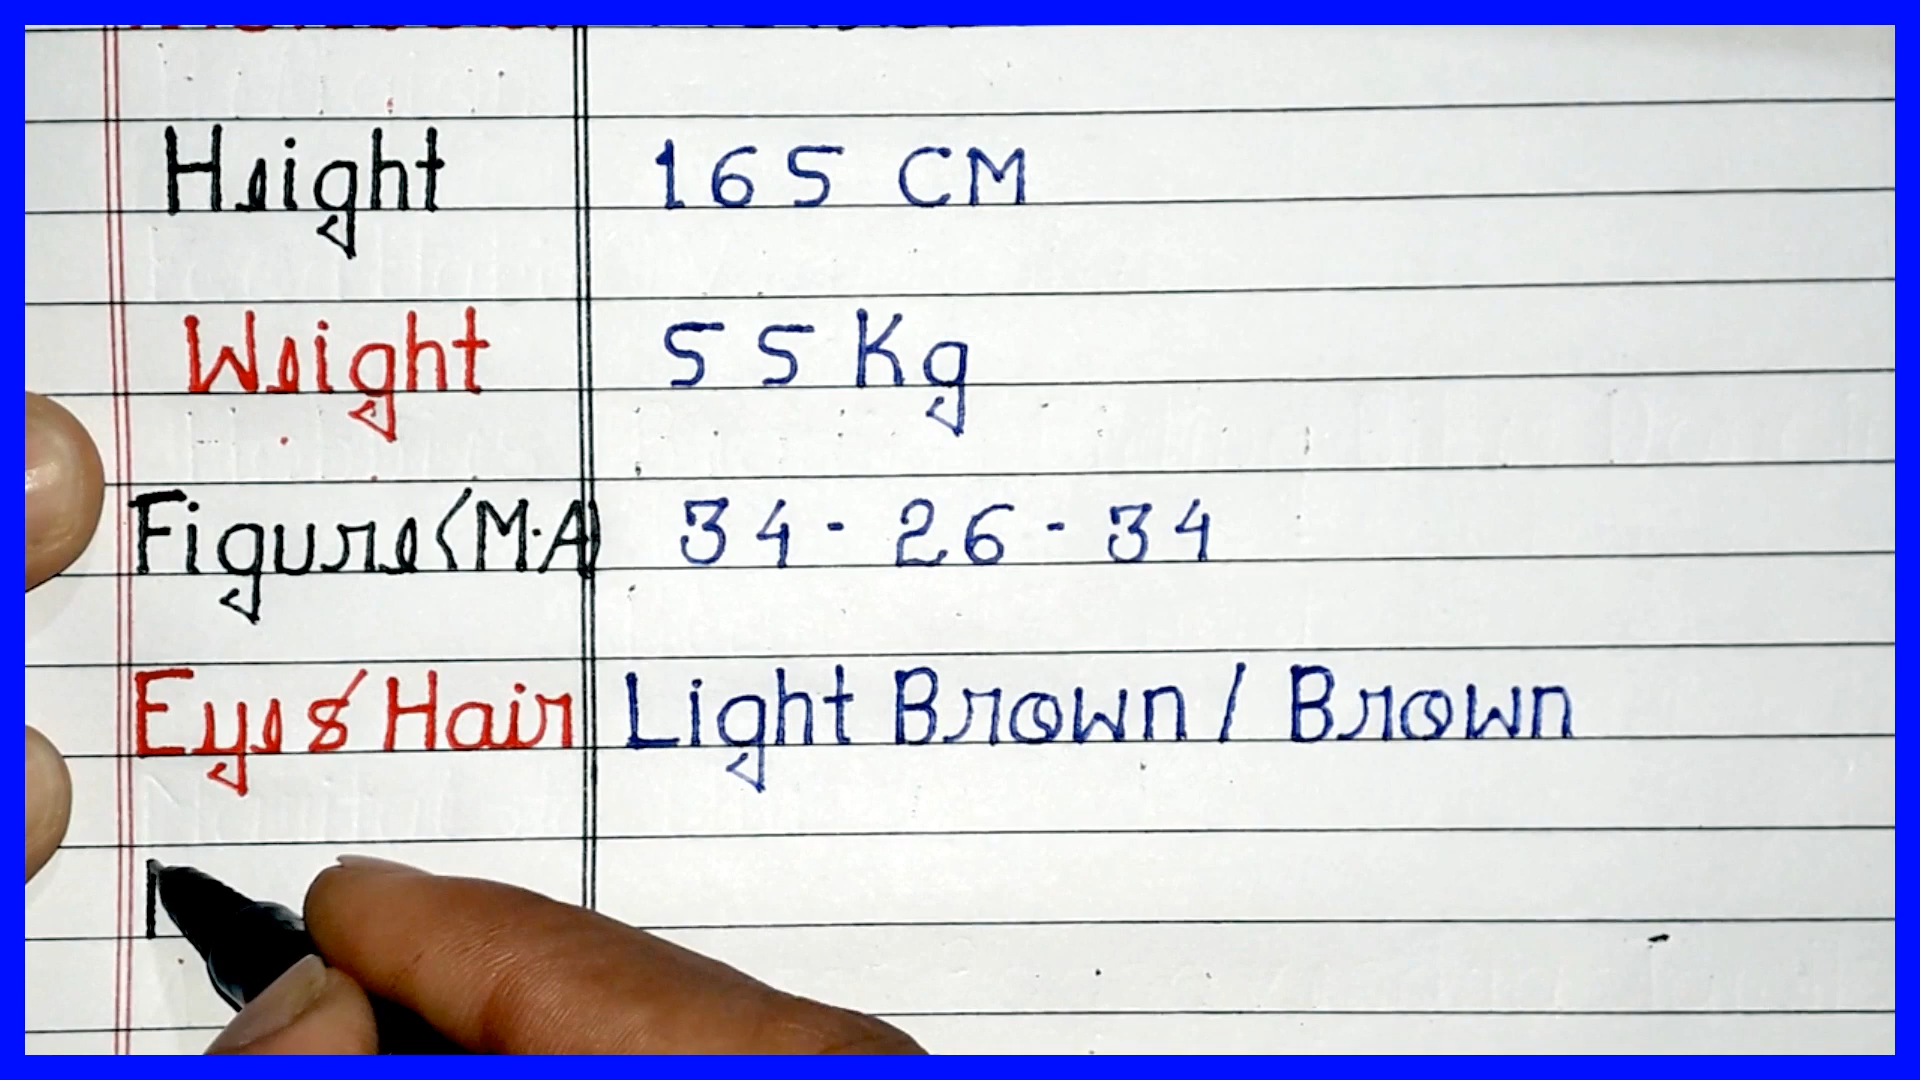 Height 165 CM
Weight 55 Kg
Figure(M.A) 34-26-34
Eye & Hair Light Brown / Brown